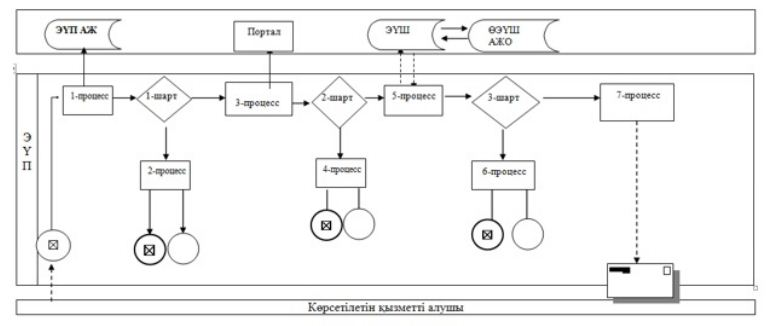 ЭҮП АЖ
Портал
ЭҮШ
ӨЭҮШ
АЖО
Э
Ү
П
1-процесс
1-шарт
3-процесс
2-шарт
5-процесс
3-шарт
7-процесс
2-процесс
4-процесс
6-процесс
Көрсетілетін қызметті алушы